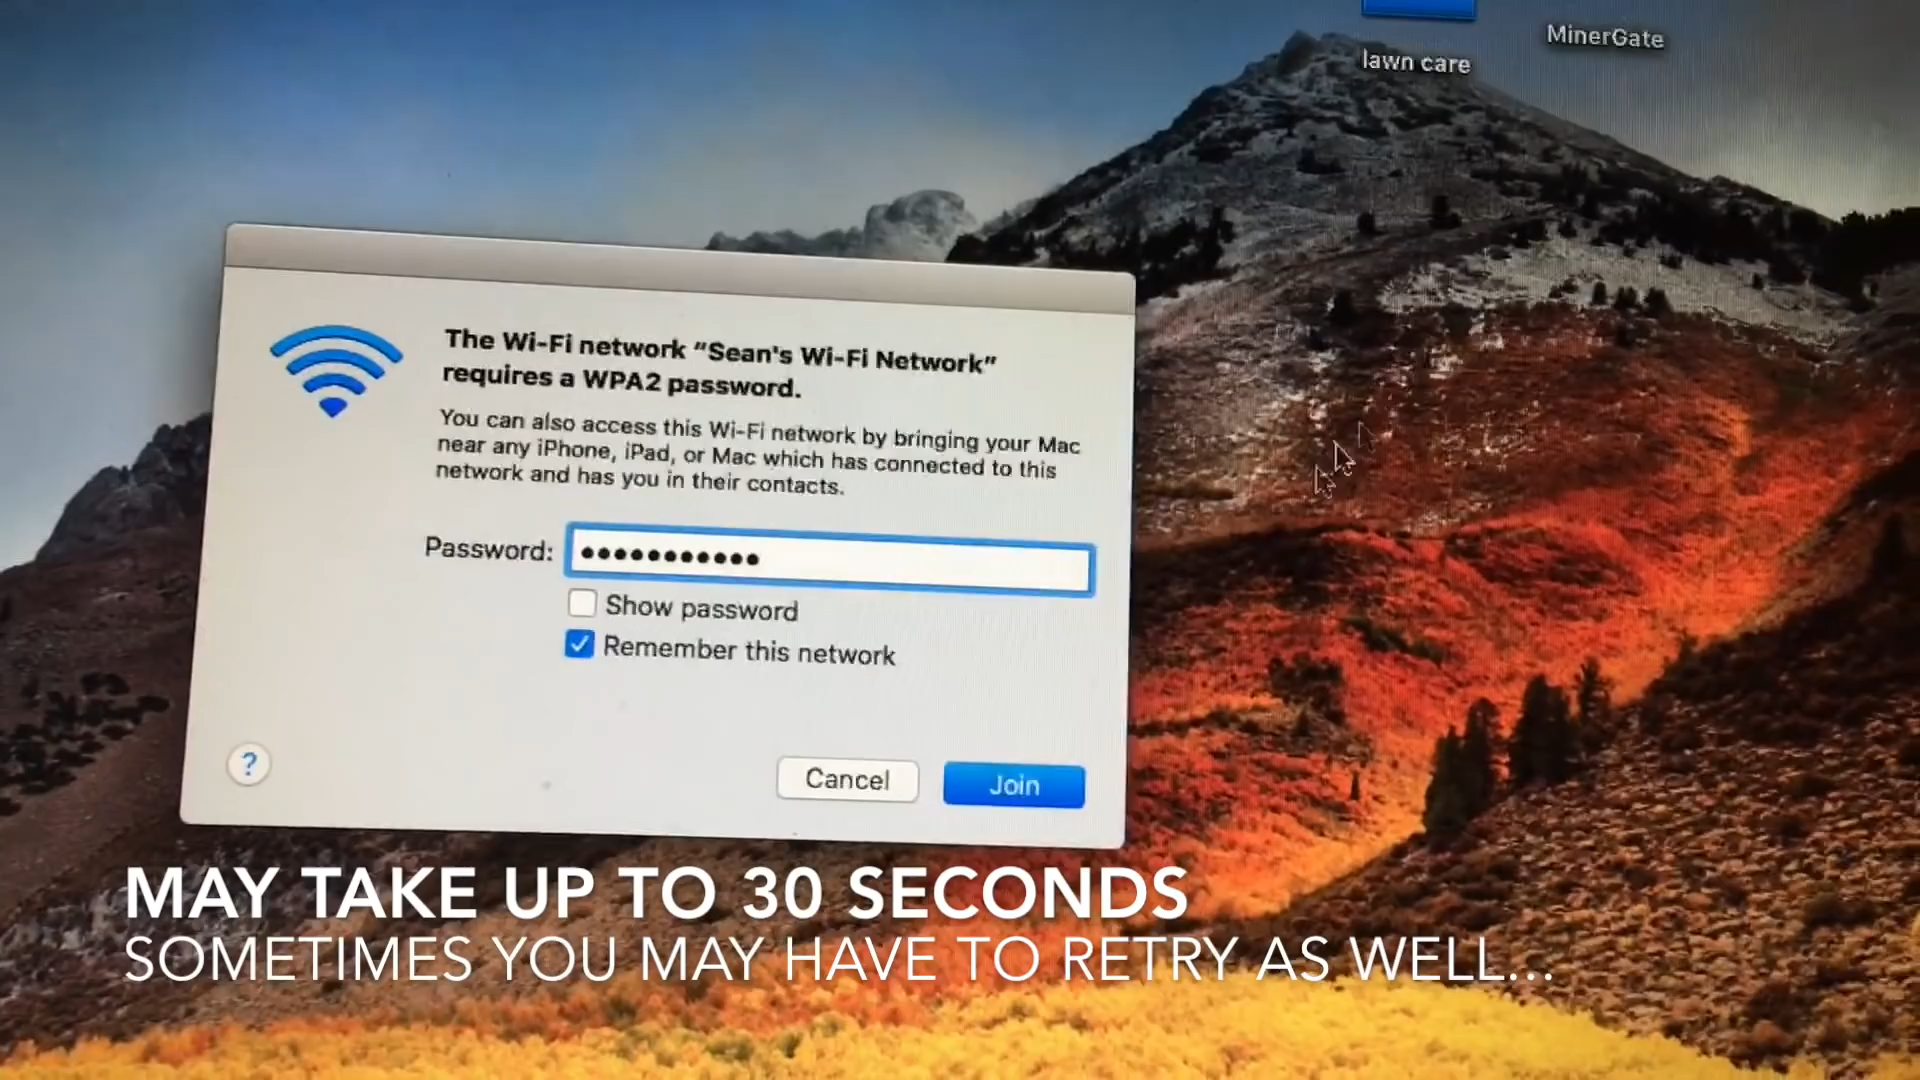 MinerGate
lawn care
The Wi-Fi network “Sean's Wi-Fi Network”
requires a WPA2 password.
You can also access this Wi-Fi network by bringing your Mac
near any iPhone, iPad, or Mac which has connected to this
network and has you in their contacts.
Password: •••••••••••
Show password
Remember this network
?
Cancel
Join
MAY TAKE UP TO 30 SECONDS
SOMETIMES YOU MAY HAVE TO RETRY AS WELL...